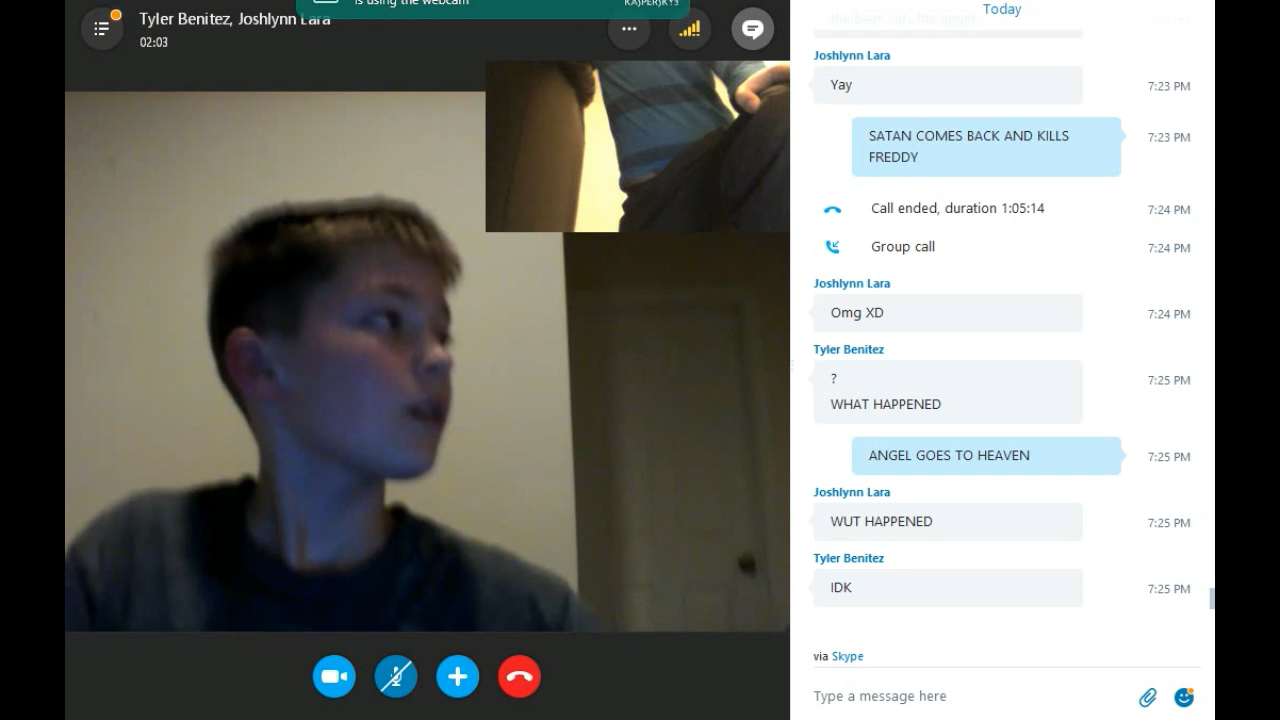 is using the webcam
KASPERSKY
Tyler Benitez, Joshlynn Lara
02:03
Today
Joshlynn Lara
Yay
7:23 PM
SATAN COMES BACK AND KILLS
FREDDY
7:23 PM
Call ended, duration 1:05:14
7:24 PM
Group call
7:24 PM
Joshlynn Lara
Omg XD
7:24 PM
Tyler Benitez
?
7:25 PM
WHAT HAPPENED
ANGEL GOES TO HEAVEN
7:25 PM
Joshlynn Lara
WUT HAPPENED
7:25 PM
Tyler Benitez
IDK
7:25 PM
via Skype
Type a message here